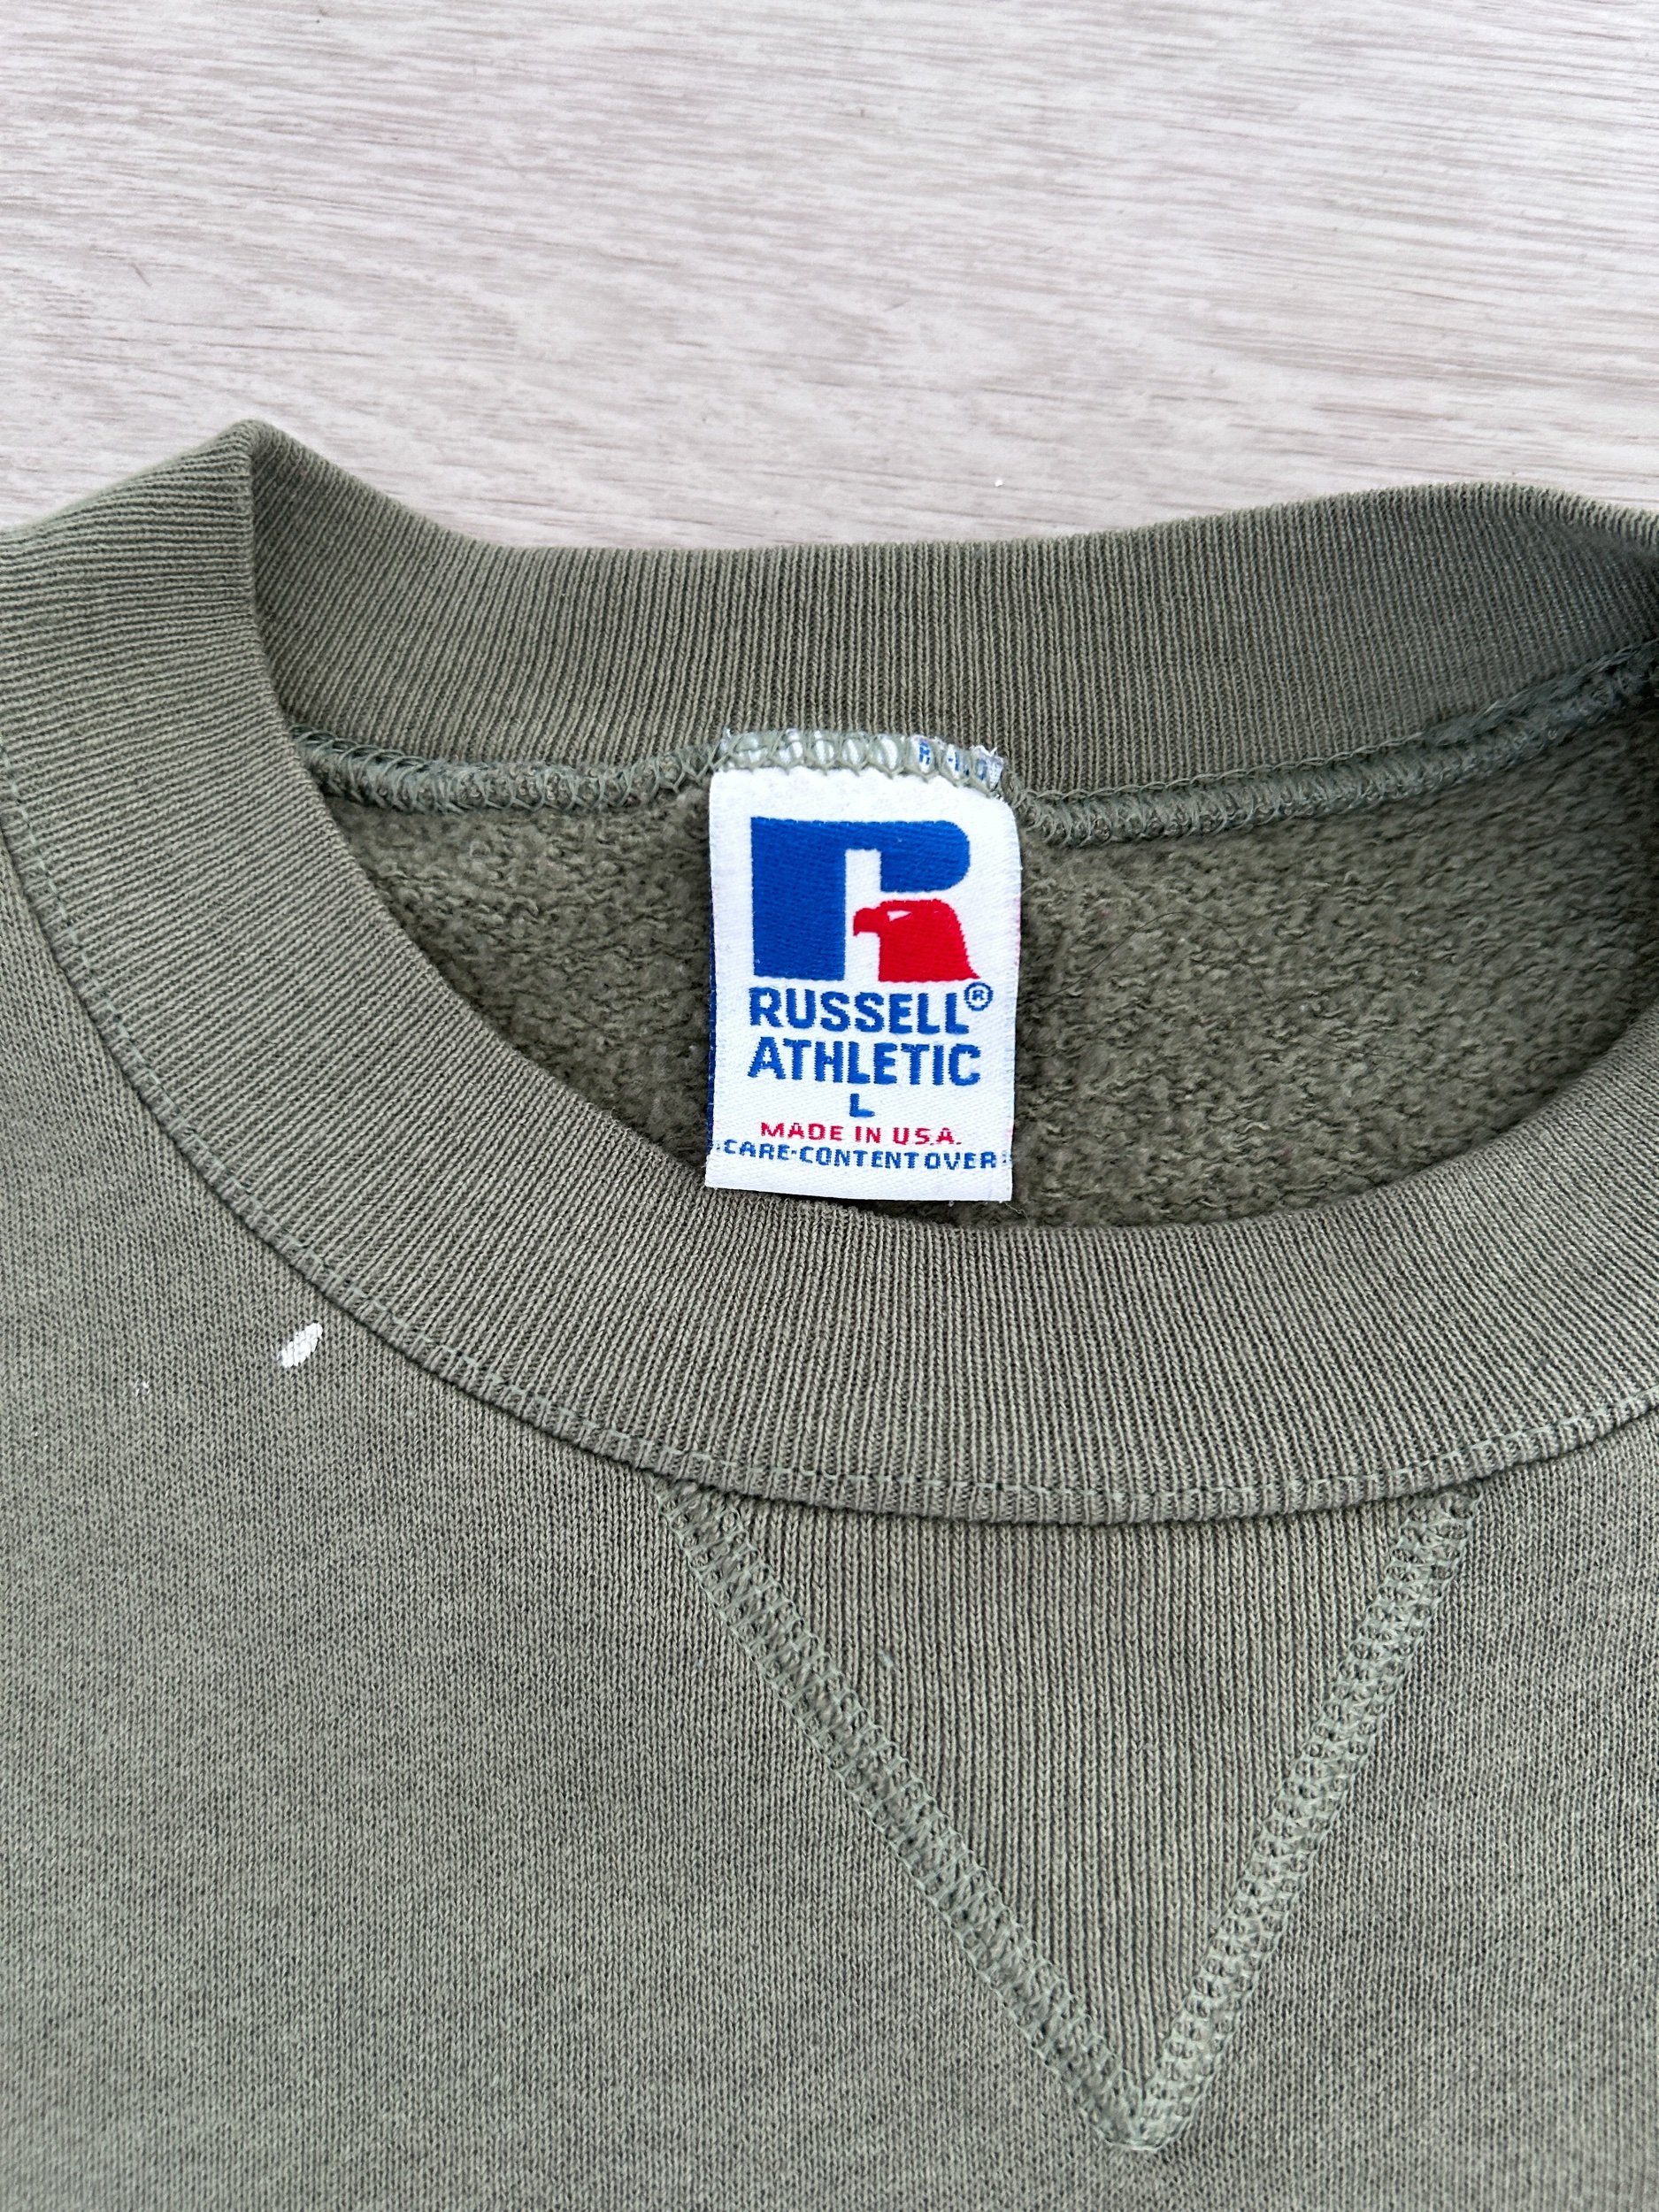 RUSSELL®
ATHLETIC
L
MADE IN U.S.A.
CARE-CONTENT OVER